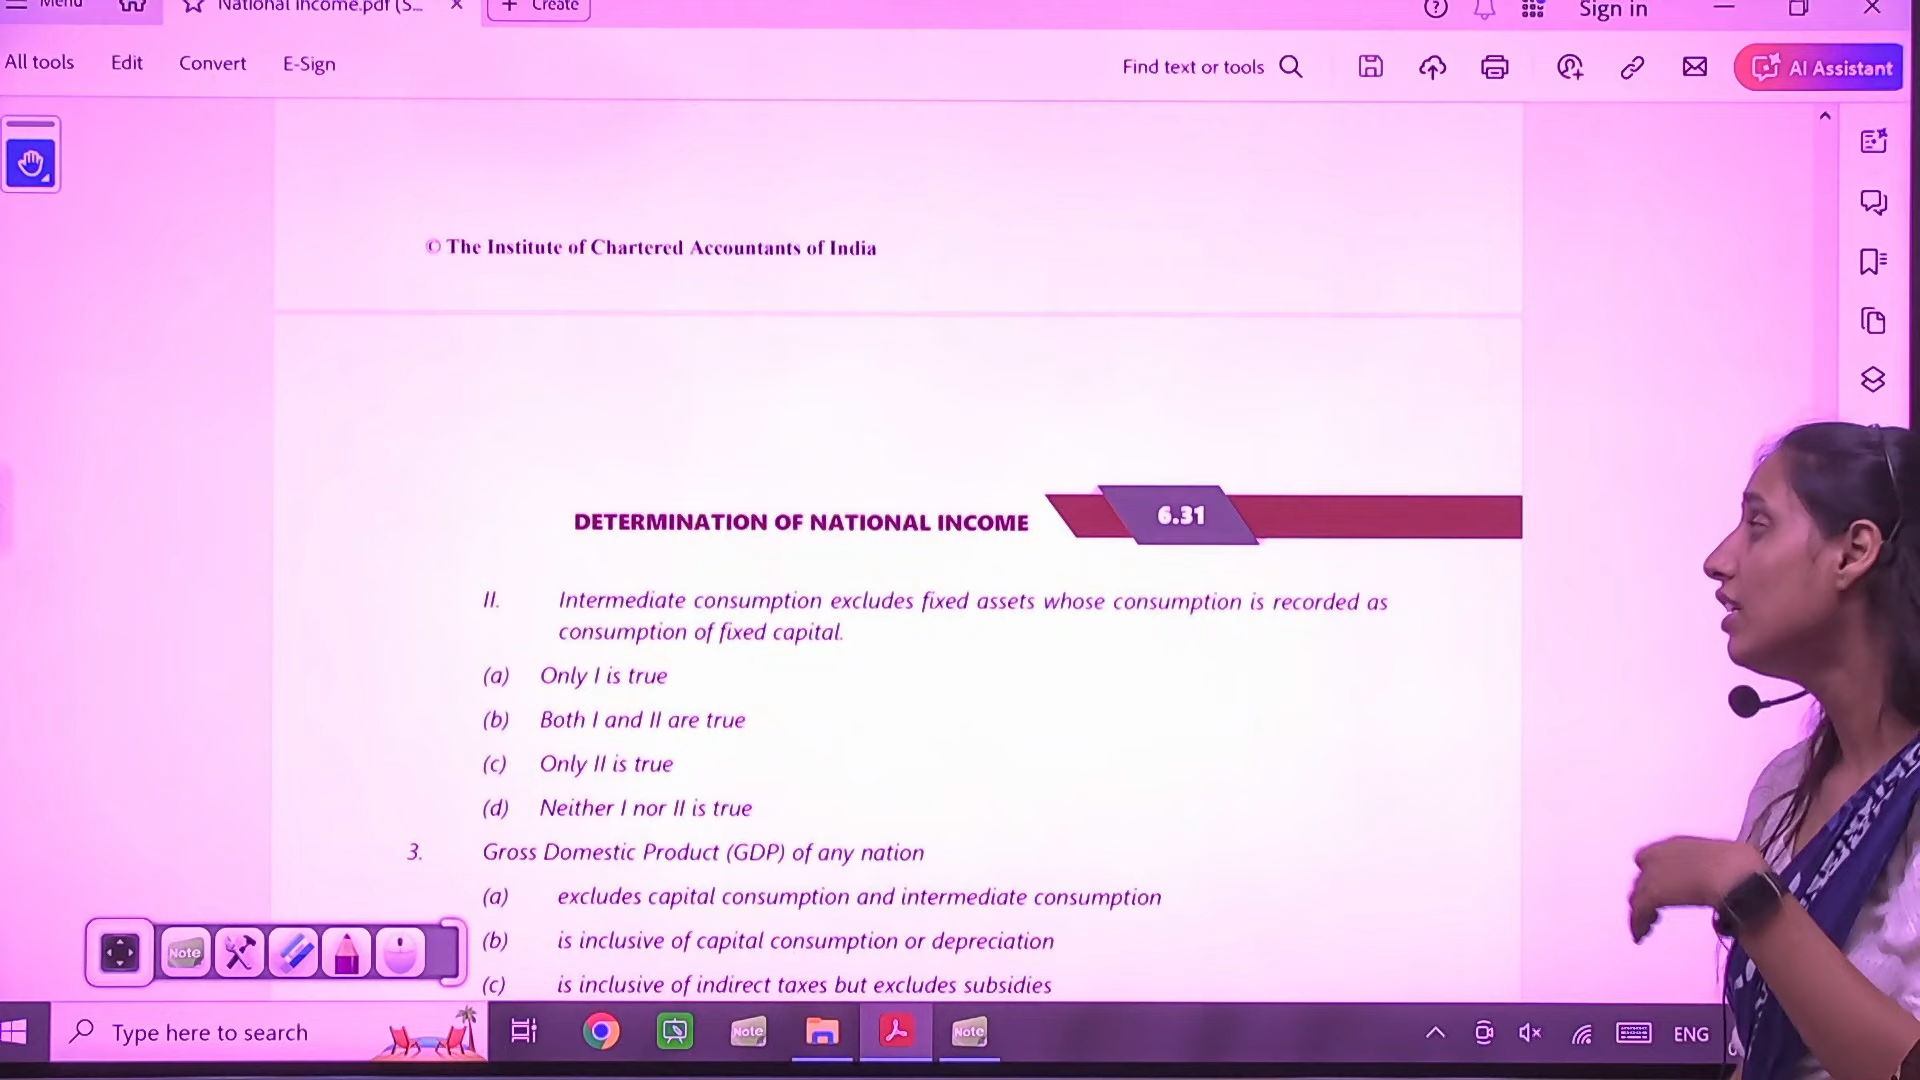 Menu
National Income.pdf (S...
Create
Sign in
All tools
Edit
Convert
E-Sign
Find text or tools
AI Assistant
© The Institute of Chartered Accountants of India
DETERMINATION OF NATIONAL INCOME
6.31
II. Intermediate consumption excludes fixed assets whose consumption is recorded as
consumption of fixed capital.
(a) Only I is true
(b) Both I and II are true
(c) Only II is true
(d) Neither I nor II is true
3. Gross Domestic Product (GDP) of any nation
(a) excludes capital consumption and intermediate consumption
(b) is inclusive of capital consumption or depreciation
(c) is inclusive of indirect taxes but excludes subsidies
Note
Type here to search
Note
Note
ENG